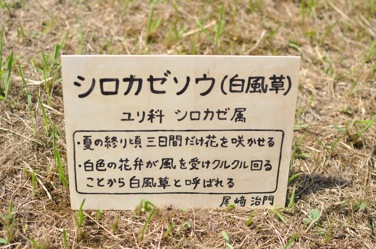 シロカゼソウ(白風草)
ユリ科 シロカゼ属
・夏の終り頃 三日間だけ花を咲かせる
・白色の花弁が風を受けクルクル回る
ことから白風草と呼ばれる
尾崎治門